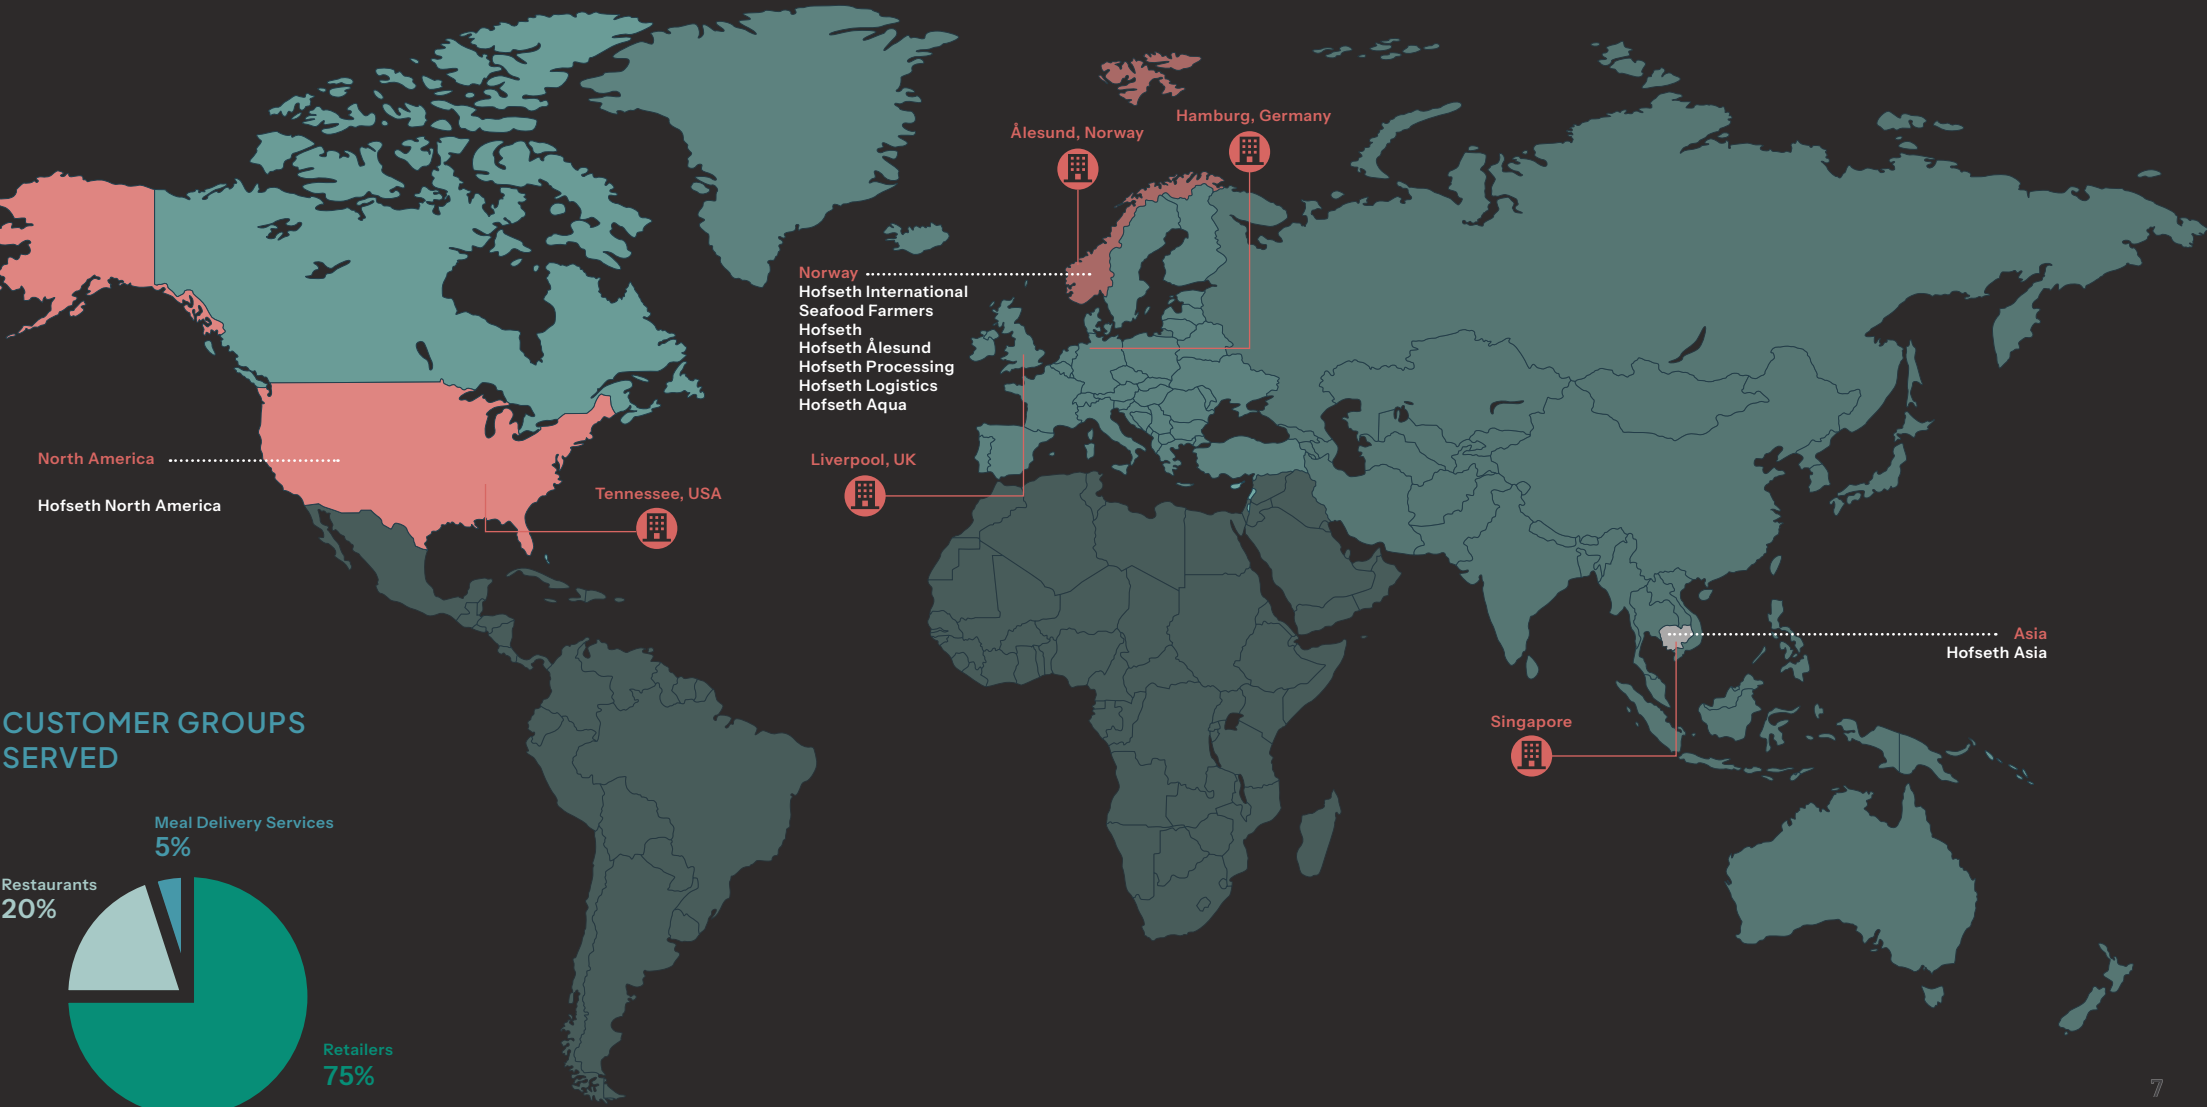 Hamburg, Germany
Ålesund, Norway
Norway
Hofseth International
Seafood Farmers
Hofseth
Hofseth Ålesund
Hofseth Processing
Hofseth Logistics
Hofseth Aqua
North America
Hofseth North America
Tennessee, USA
Liverpool, UK
Asia
Hofseth Asia
Singapore
CUSTOMER GROUPS
SERVED
Meal Delivery Services
5%
Restaurants
20%
Retailers
75%
7